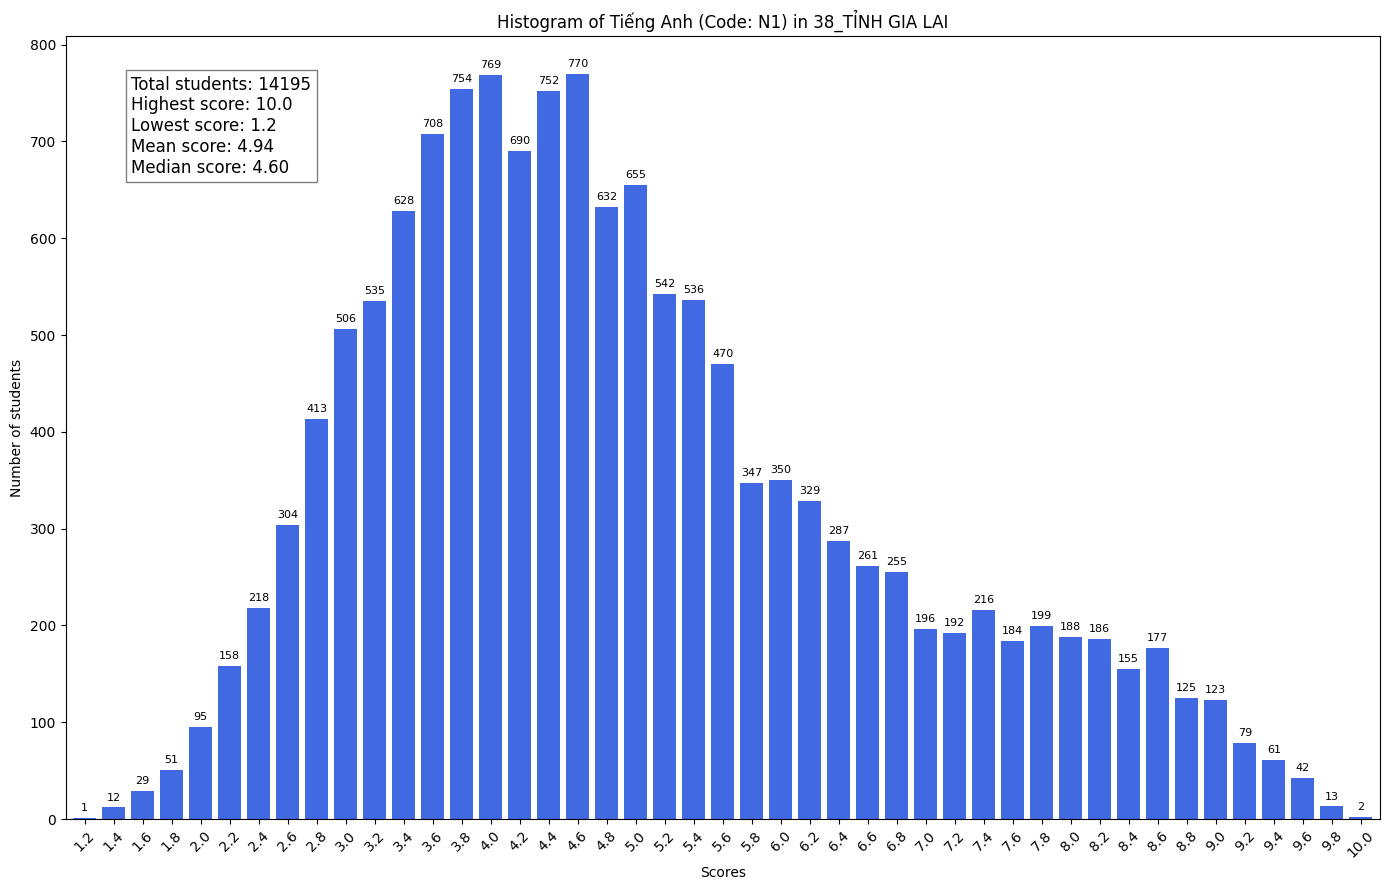 Histogram of Tiếng Anh (Code: N1) in 38_TỈNH GIA LAI
Total students: 14195
Highest score: 10.0
Lowest score: 1.2
Mean score: 4.94
Median score: 4.60
Number of students
800
700
600
500
400
300
200
100
0
1 12 29 51 95 158 218 304 413 506 535 628 708 754 769 690 752 770 632 655 542 536 470 347 350 329 287 261 255 196 192 216 184 199 188 186 155 177 125 123 79 61 42 13 2
1.2 1.4 1.6 1.8 2.0 2.2 2.4 2.6 2.8 3.0 3.2 3.4 3.6 3.8 4.0 4.2 4.4 4.6 4.8 5.0 5.2 5.4 5.6 5.8 6.0 6.2 6.4 6.6 6.8 7.0 7.2 7.4 7.6 7.8 8.0 8.2 8.4 8.6 8.8 9.0 9.2 9.4 9.6 9.8 10.0
Scores